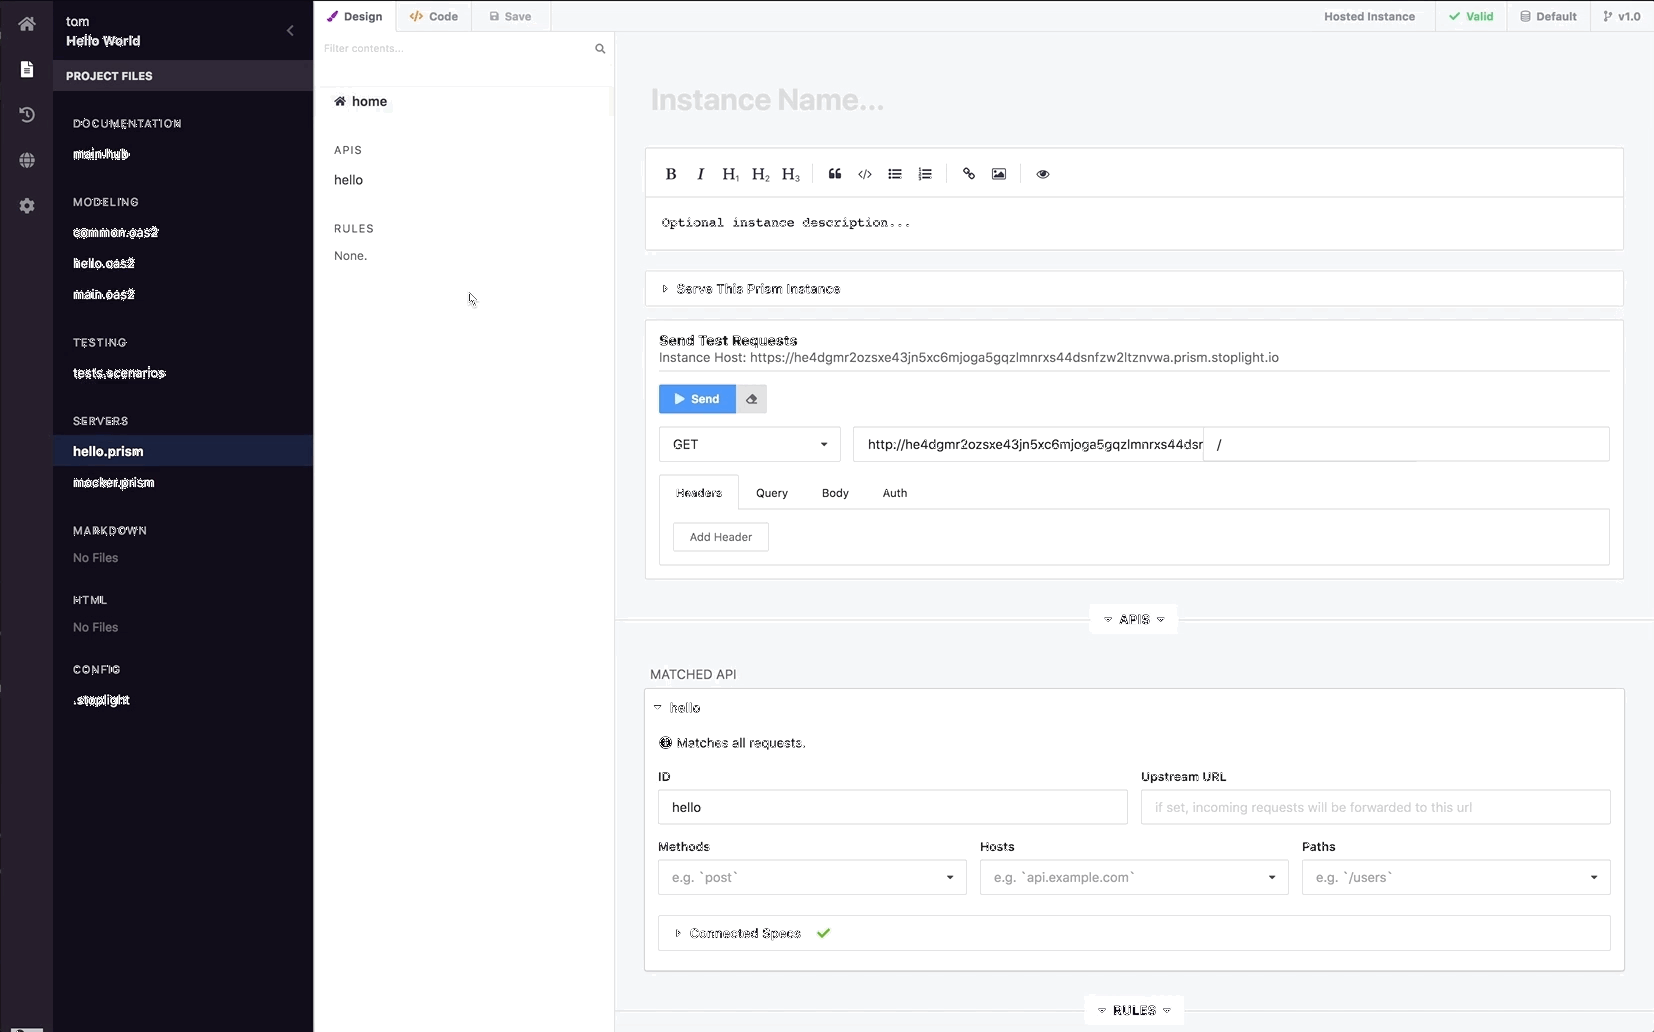 tom
Hello World
PROJECT FILES
DOCUMENTATION
main.hub
MODELING
common.oas2
hello.oas2
main.oas2
TESTING
tests.scenarios
SERVERS
hello.prism
mocker.prism
MARKDOWN
No Files
HTML
No Files
CONFIG
.stoplight
Design
Code
Save
Filter contents...
home
APIS
hello
RULES
None.
Hosted Instance
Valid
Default
v1.0
Instance Name...
B I H1 H2 H3
Optional instance description...
Serve This Prism Instance
Send Test Requests
Instance Host: https://he4dgmr2ozsxe43jn5xc6mjoga5gqzlmnrxs44dsnfzw2ltznvwa.prism.stoplight.io
Send
GET
http://he4dgmr2ozsxe43jn5xc6mjoga5gqzlmnrxs44dsr
/
Headers
Query
Body
Auth
Add Header
APIS
MATCHED API
hello
Matches all requests.
ID
hello
Upstream URL
if set, incoming requests will be forwarded to this url
Methods
e.g. `post`
Hosts
e.g. `api.example.com`
Paths
e.g. `/users`
Connected Specs
RULES